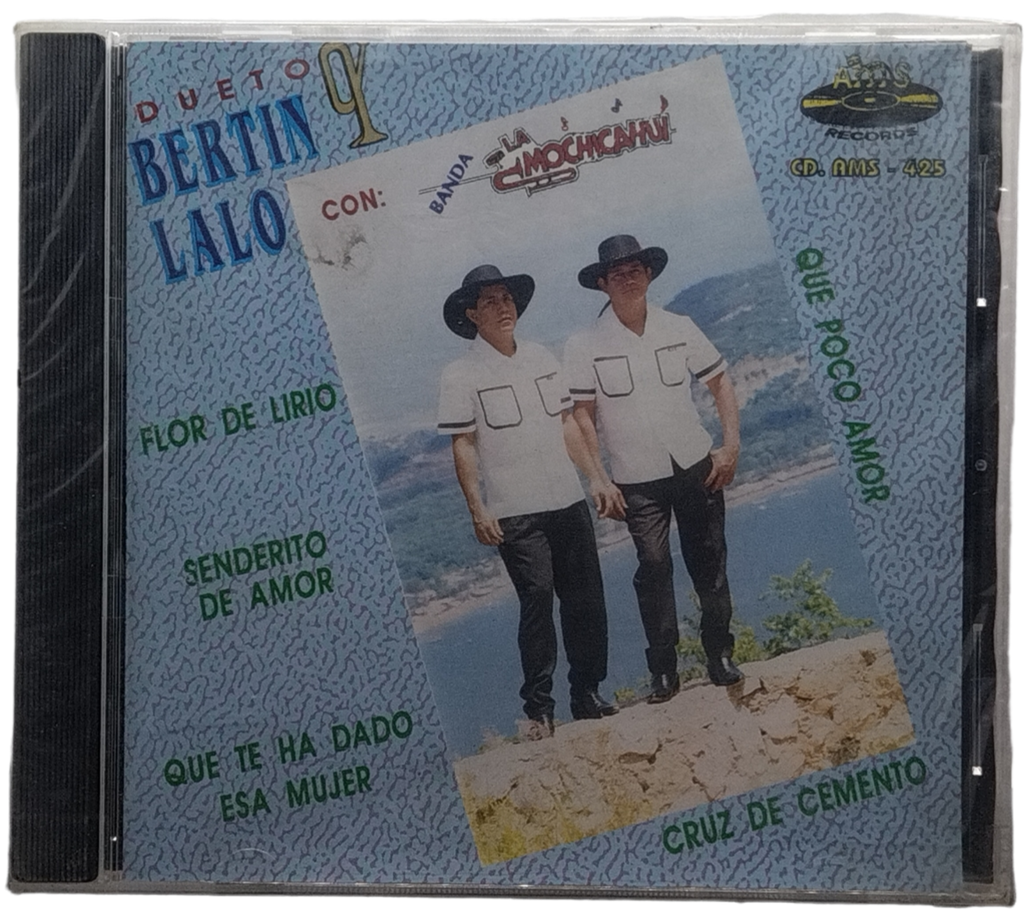 DUETO
BERTIN Y
LALO
CON:
BANDA
LA
MOCHICAHUI
AMS
RECORDS
CD. AMS - 425
QUE POCO AMOR
FLOR DE LIRIO
SENDERITO
DE AMOR
QUE TE HA DADO
ESA MUJER
CRUZ DE CEMENTO